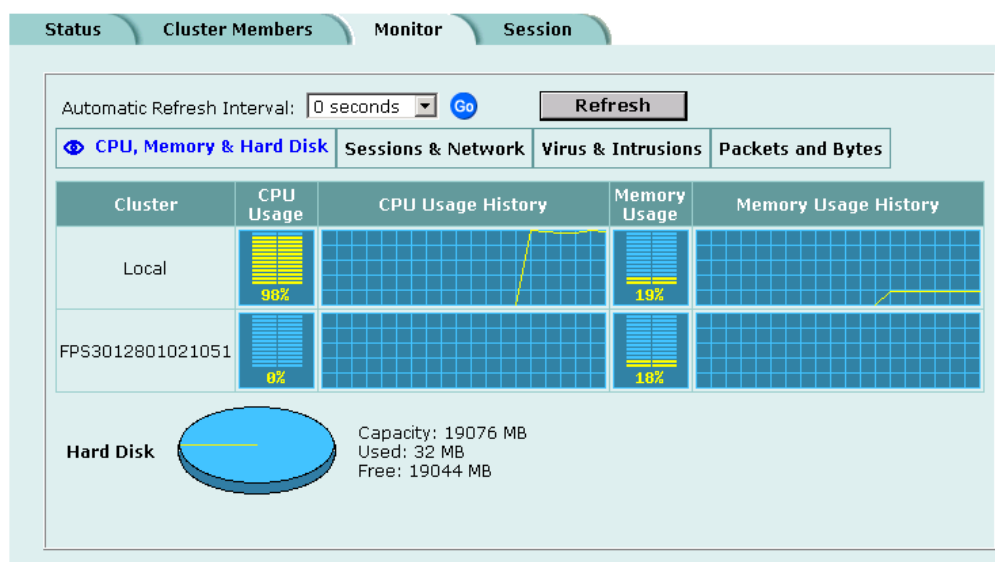 Status Cluster Members Monitor Session
Automatic Refresh Interval: 0 seconds Go Refresh
CPU, Memory & Hard Disk Sessions & Network Virus & Intrusions Packets and Bytes
Cluster CPU Usage CPU Usage History Memory Usage Memory Usage History
Local 98% 19%
FPS3012801021051 0% 18%
Hard Disk
Capacity: 19076 MB
Used: 32 MB
Free: 19044 MB